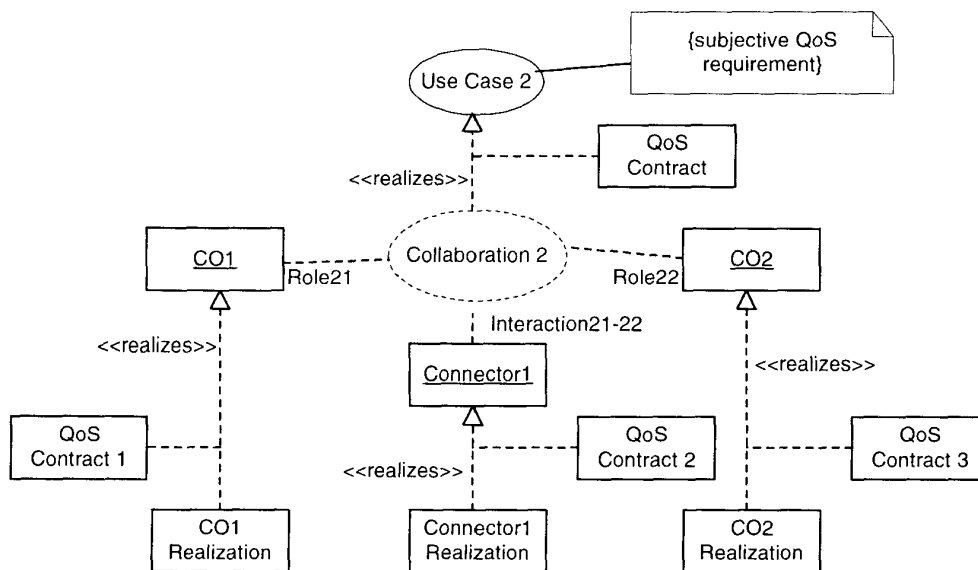 {subjective QoS
requirement}
Use Case 2
QoS
Contract
<<realizes>>
CO1
Collaboration 2
CO2
Role21
Role22
Interaction21-22
<<realizes>>
Connector1
<<realizes>>
QoS
Contract 1
QoS
Contract 2
QoS
Contract 3
<<realizes>>
CO1
Realization
Connector1
Realization
CO2
Realization